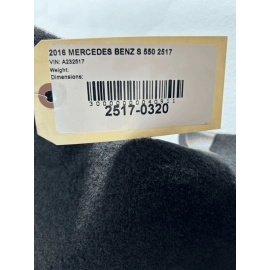 2016 MERCEDES BENZ S 550 2517
VIN: A232517
Weight:
Dimensions:
2517-0320